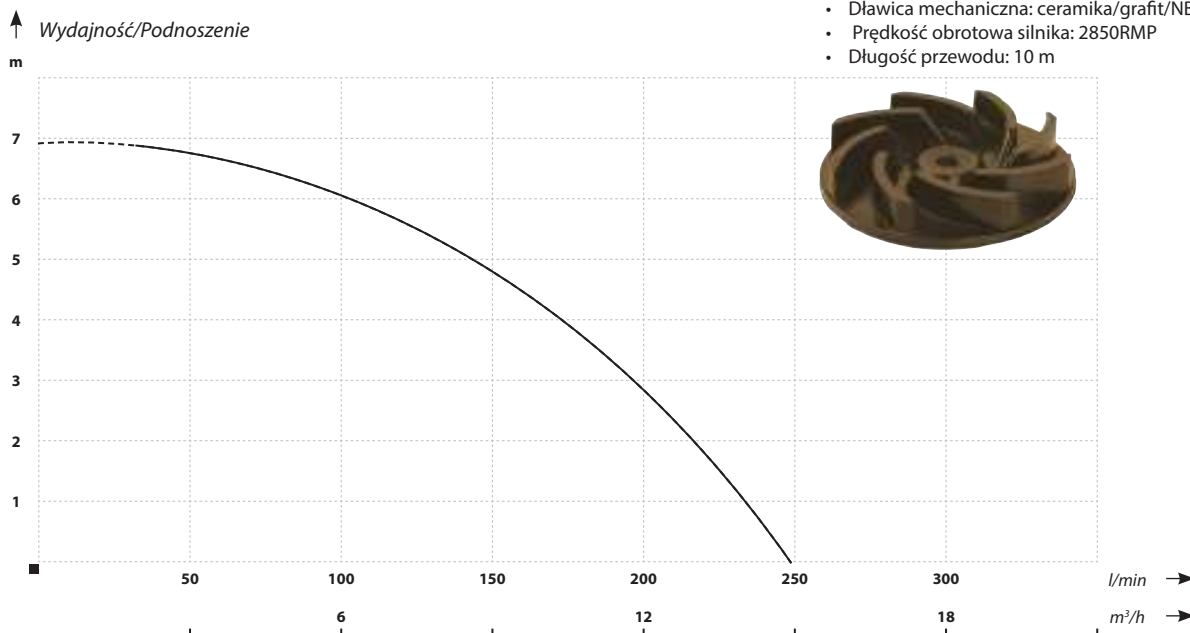 • Dławica mechaniczna: ceramika/grafit/NB
• Prędkość obrotowa silnika: 2850RMP
• Długość przewodu: 10 m
Wydajność/Podnoszenie
m
7
6
5
4
3
2
1
50 100 150 200 250 300 l/min
6 12 18 m³/h